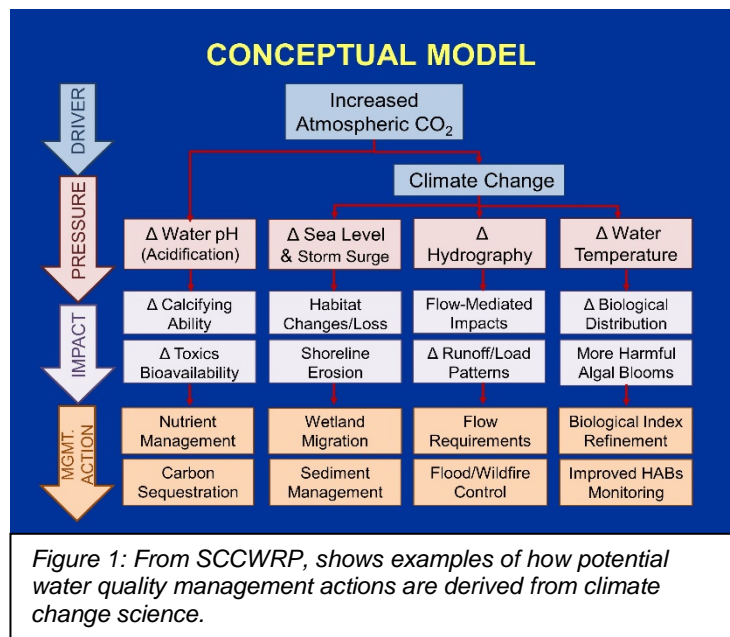 CONCEPTUAL MODEL
DRIVER
Increased
Atmospheric CO₂
Climate Change
PRESSURE
Δ Water pH
(Acidification)
Δ Sea Level
& Storm Surge
Δ
Hydrography
Δ Water
Temperature
IMPACT
Δ Calcifying
Ability
Habitat
Changes/Loss
Flow-Mediated
Impacts
Δ Biological
Distribution
Δ Toxics
Bioavailability
Shoreline
Erosion
Δ Runoff/Load
Patterns
More Harmful
Algal Blooms
MGMT.
ACTION
Nutrient
Management
Wetland
Migration
Flow
Requirements
Biological Index
Refinement
Carbon
Sequestration
Sediment
Management
Flood/Wildfire
Control
Improved HABs
Monitoring
Figure 1: From SCCWRP, shows examples of how potential
water quality management actions are derived from climate
change science.